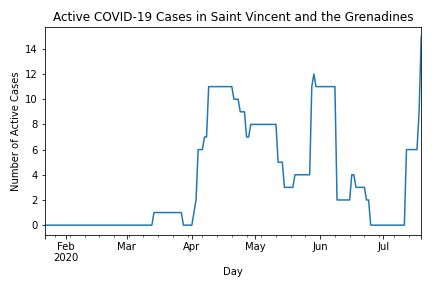 Active COVID-19 Cases in Saint Vincent and the Grenadines
Number of Active Cases
14
12
10
8
6
4
2
0
Feb Mar Apr May Jun Jul
2020
Day